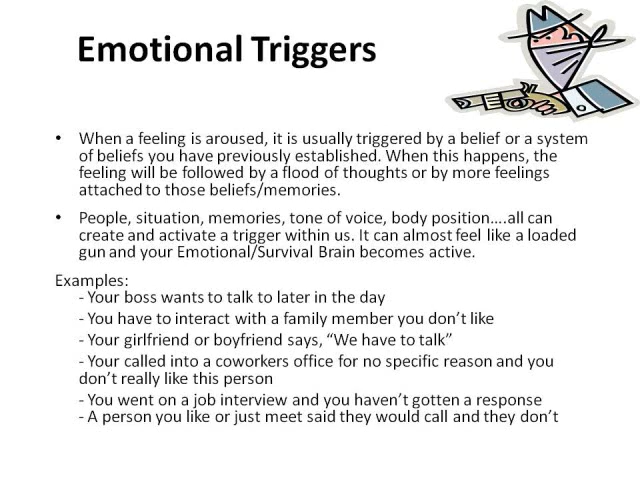 Emotional Triggers
• When a feeling is aroused, it is usually triggered by a belief or a system
of beliefs you have previously established. When this happens, the
feeling will be followed by a flood of thoughts or by more feelings
attached to those beliefs/memories.
• People, situation, memories, tone of voice, body position….all can
create and activate a trigger within us. It can almost feel like a loaded
gun and your Emotional/Survival Brain becomes active.
Examples:
- Your boss wants to talk to later in the day
- You have to interact with a family member you don’t like
- Your girlfriend or boyfriend says, “We have to talk”
- Your called into a coworkers office for no specific reason and you
don’t really like this person
- You went on a job interview and you haven’t gotten a response
- A person you like or just meet said they would call and they don’t